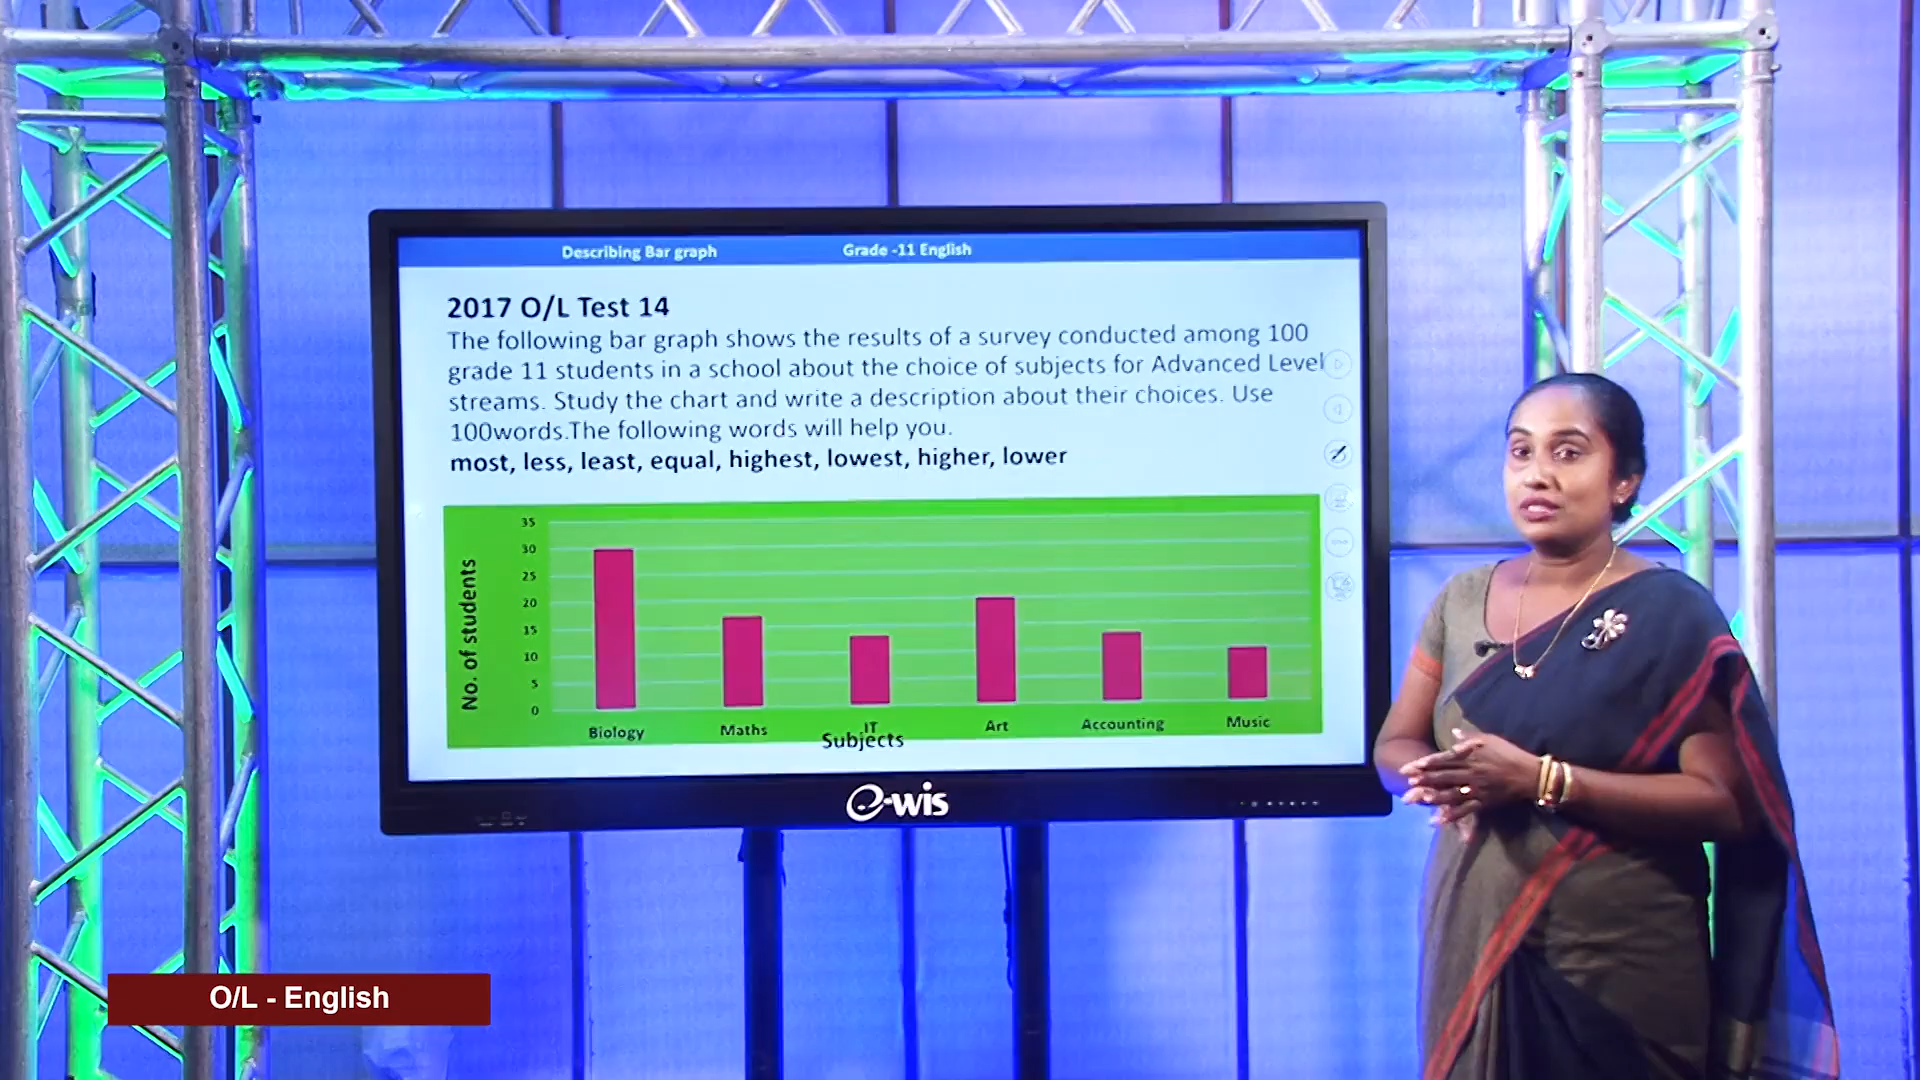 Describing Bar graph Grade -11 English
2017 O/L Test 14
The following bar graph shows the results of a survey conducted among 100
grade 11 students in a school about the choice of subjects for Advanced Level
streams. Study the chart and write a description about their choices. Use
100words.The following words will help you.
most, less, least, equal, highest, lowest, higher, lower
No. of students
35
30
25
20
15
10
5
0
Biology Maths IT Art Accounting Music
Subjects
e-wis
O/L - English